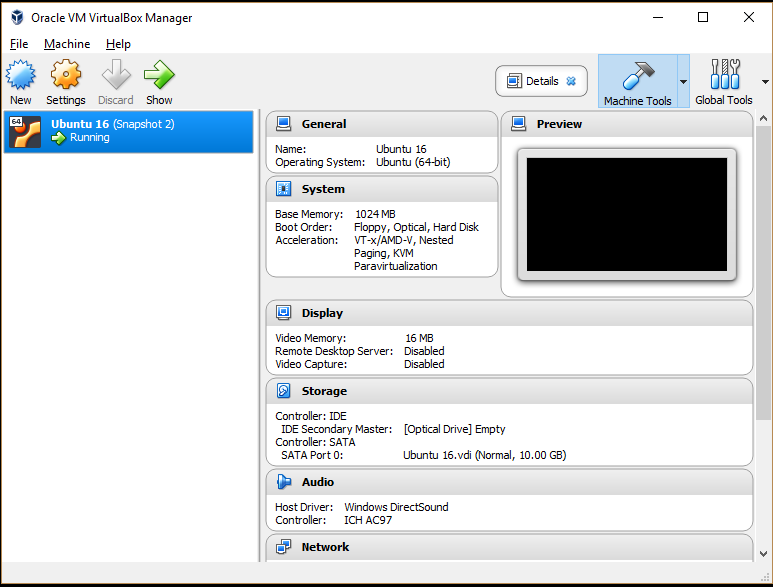 Oracle VM VirtualBox Manager
File Machine Help
New Settings Discard Show
Details
Machine Tools
Global Tools
64
Ubuntu 16 (Snapshot 2)
Running
General
Name: Ubuntu 16
Operating System: Ubuntu (64-bit)
Preview
System
Base Memory: 1024 MB
Boot Order: Floppy, Optical, Hard Disk
Acceleration: VT-x/AMD-V, Nested
Paging, KVM
Paravirtualization
Display
Video Memory: 16 MB
Remote Desktop Server: Disabled
Video Capture: Disabled
Storage
Controller: IDE
IDE Secondary Master: [Optical Drive] Empty
Controller: SATA
SATA Port 0: Ubuntu 16.vdi (Normal, 10.00 GB)
Audio
Host Driver: Windows DirectSound
Controller: ICH AC97
Network